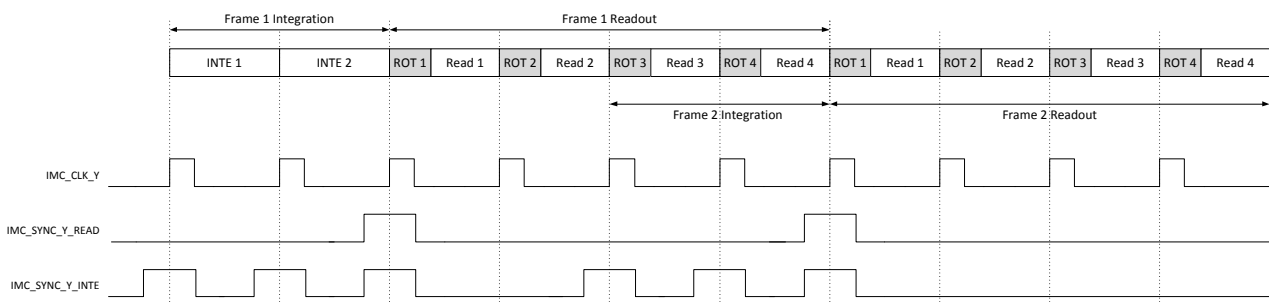 Frame 1 Integration Frame 1 Readout
INTE 1 INTE 2 ROT 1 Read 1 ROT 2 Read 2 ROT 3 Read 3 ROT 4 Read 4 ROT 1 Read 1 ROT 2 Read 2 ROT 3 Read 3 ROT 4 Read 4
Frame 2 Integration Frame 2 Readout
IMC_CLK_Y
IMC_SYNC_Y_READ
IMC_SYNC_Y_INTE